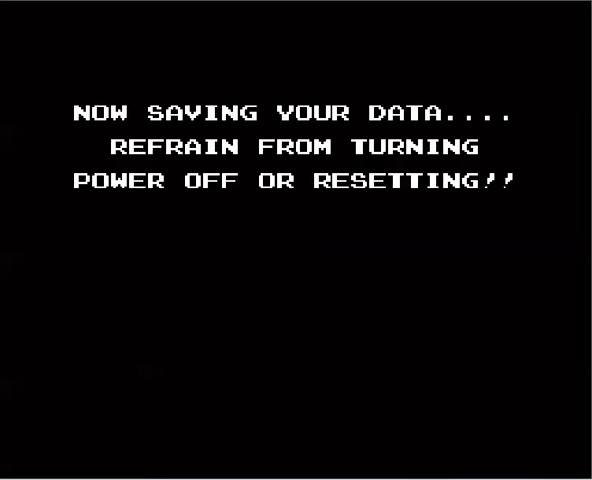 NOW SAVING YOUR DATA....
REFRAIN FROM TURNING
POWER OFF OR RESETTING!!